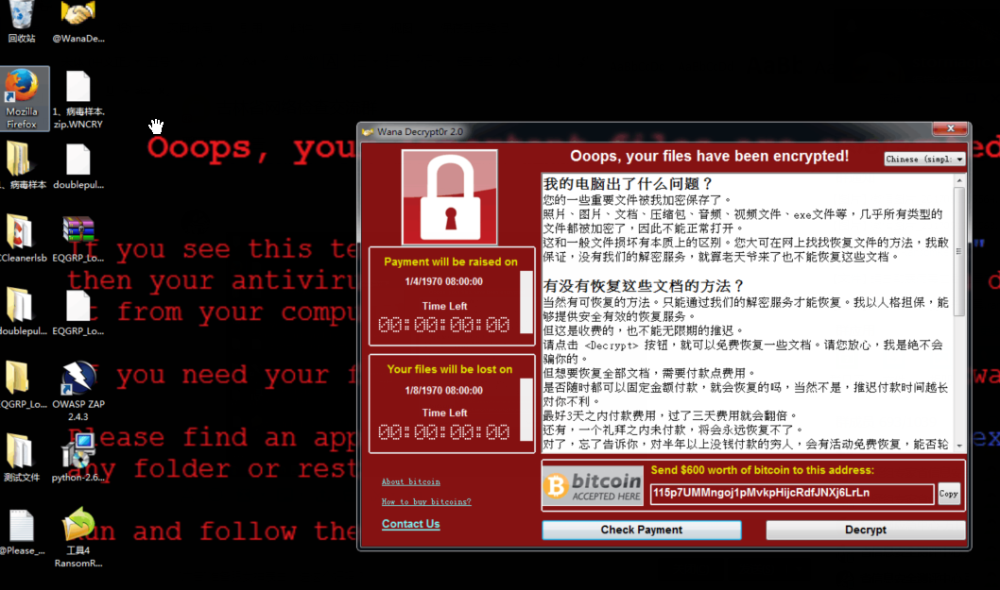 回收站
@WanaDe...
Mozilla
Firefox
1、病毒样本.
zip.WNCRY
、病毒样本
doublepul...
CCleanerlsb
EQGRP_Lo...
doublepul...
EQGRP_Lo...
EQGRP_Lo...
OWASP ZAP
2.4.3
测试文件
python-2.6...
@Please_...
工具4
RansomR...
Ooops, you
ed
If you see this te
"
then your antiviru
d
t from your compu
f you need your f
wa
Please find an app
ex
any folder or rest
Run and follow the
Wana Decrypt0r 2.0
Ooops, your files have been encrypted!
Chinese (simpl:
Payment will be raised on
1/4/1970 08:00:00
Time Left
00:00:00:00
Your files will be lost on
1/8/1970 08:00:00
Time Left
00:00:00:00
About bitcoin
How to buy bitcoins?
Contact Us
我的电脑出了什么问题？
您的一些重要文件被我加密保存了。
照片、图片、文档、压缩包、音频、视频文件、exe文件等，几乎所有类型的
文件都被加密了，因此不能正常打开。
这和一般文件损坏有本质上的区别。您大可在网上找找恢复文件的方法，我敢
保证，没有我们的解密服务，就算老天爷来了也不能恢复这些文档。
有没有恢复这些文档的方法？
当然有可恢复的方法。只能通过我们的解密服务才能恢复。我以人格担保，能
够提供安全有效的恢复服务。
但这是收费的，也不能无限期的推迟。
请点击 <Decrypt> 按钮，就可以免费恢复一些文档。请您放心，我是绝不会
骗你的。
但想要恢复全部文档，需要付款点费用。
是否随时都可以固定金额付款，就会恢复的吗，当然不是，推迟付款时间越长
对你不利。
最好3天之内付款费用，过了三天费用就会翻倍。
还有，一个礼拜之内未付款，将会永远恢复不了。
对了，忘了告诉你，对半年以上没钱付款的穷人，会有活动免费恢复，能否轮
bitcoin
ACCEPTED HERE
Send $600 worth of bitcoin to this address:
115p7UMMngoj1pMvkpHijcRdfJNXj6LrLn
Copy
Check Payment
Decrypt